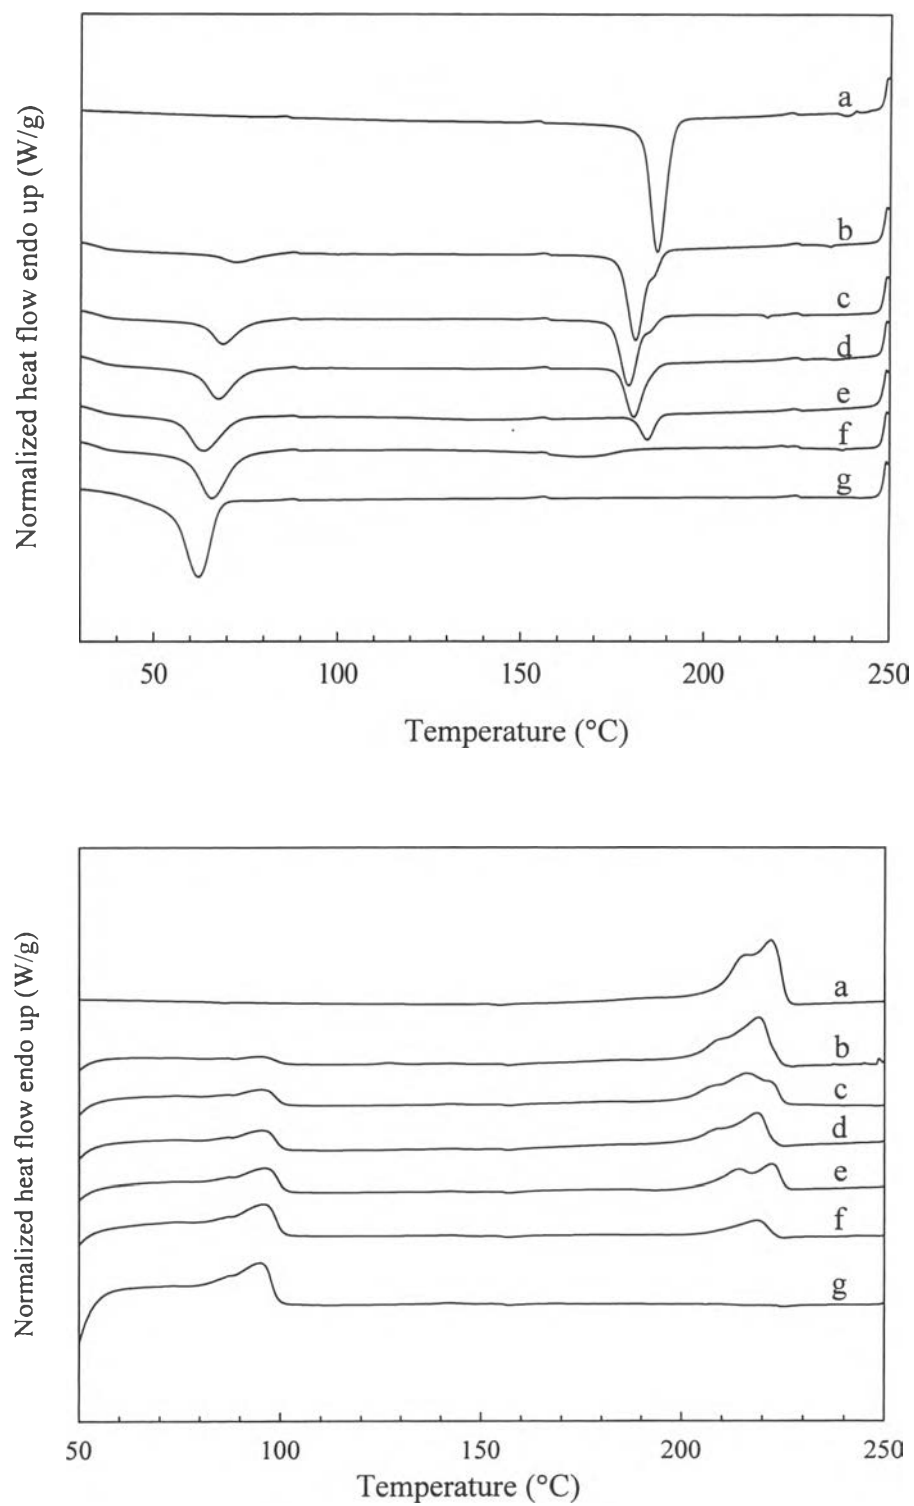 Normalized heat flow endo up (W/g)
a
b
c
d
e
f
g
50 100 150 200 250
Temperature (°C)
Normalized heat flow endo up (W/g)
a
b
c
d
e
f
g
50 100 150 200 250
Temperature (°C)